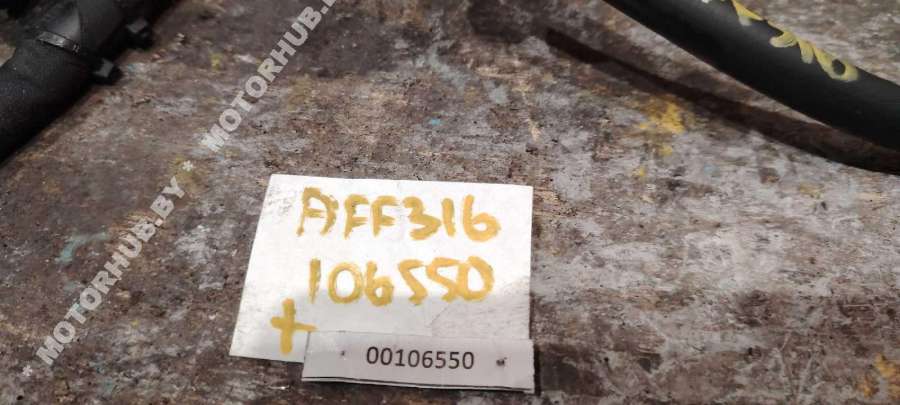 * MOTORHUB.BY * MOTORHUB.BY
AFF316
106550
+
00106550